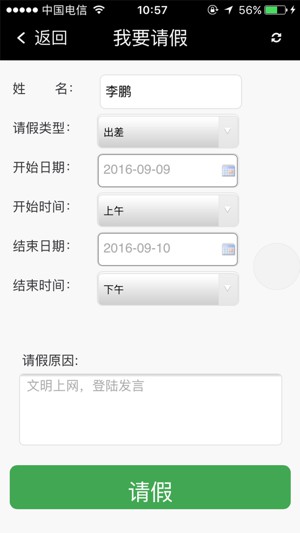 中国电信 10:57 56%
返回 我要请假
姓 名: 李鹏
请假类型: 出差
开始日期: 2016-09-09
开始时间: 上午
结束日期: 2016-09-10
结束时间: 下午
请假原因:
文明上网，登陆发言
请假